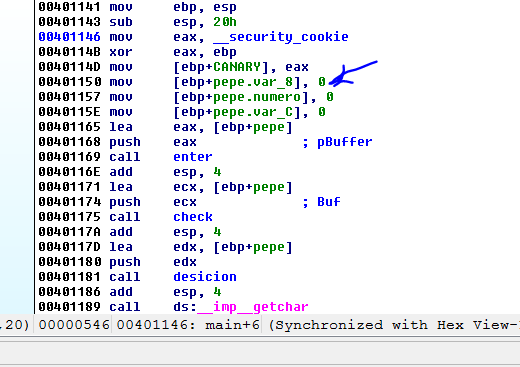 00401141 mov ebp, esp
00401143 sub esp, 20h
00401146 mov eax, __security_cookie
0040114B xor eax, ebp
0040114D mov [ebp+CANARY], eax
00401150 mov [ebp+pepe.var_8], 0
00401157 mov [ebp+pepe.numero], 0
0040115E mov [ebp+pepe.var_C], 0
00401165 lea eax, [ebp+pepe]
00401168 push eax ; pBuffer
00401169 call enter
0040116E add esp, 4
00401171 lea ecx, [ebp+pepe]
00401174 push ecx ; Buf
00401175 call check
0040117A add esp, 4
0040117D lea edx, [ebp+pepe]
00401180 push edx
00401181 call desicion
00401186 add esp, 4
00401189 call ds:__imp__getchar
,20) 00000546 00401146: main+6 (Synchronized with Hex View-